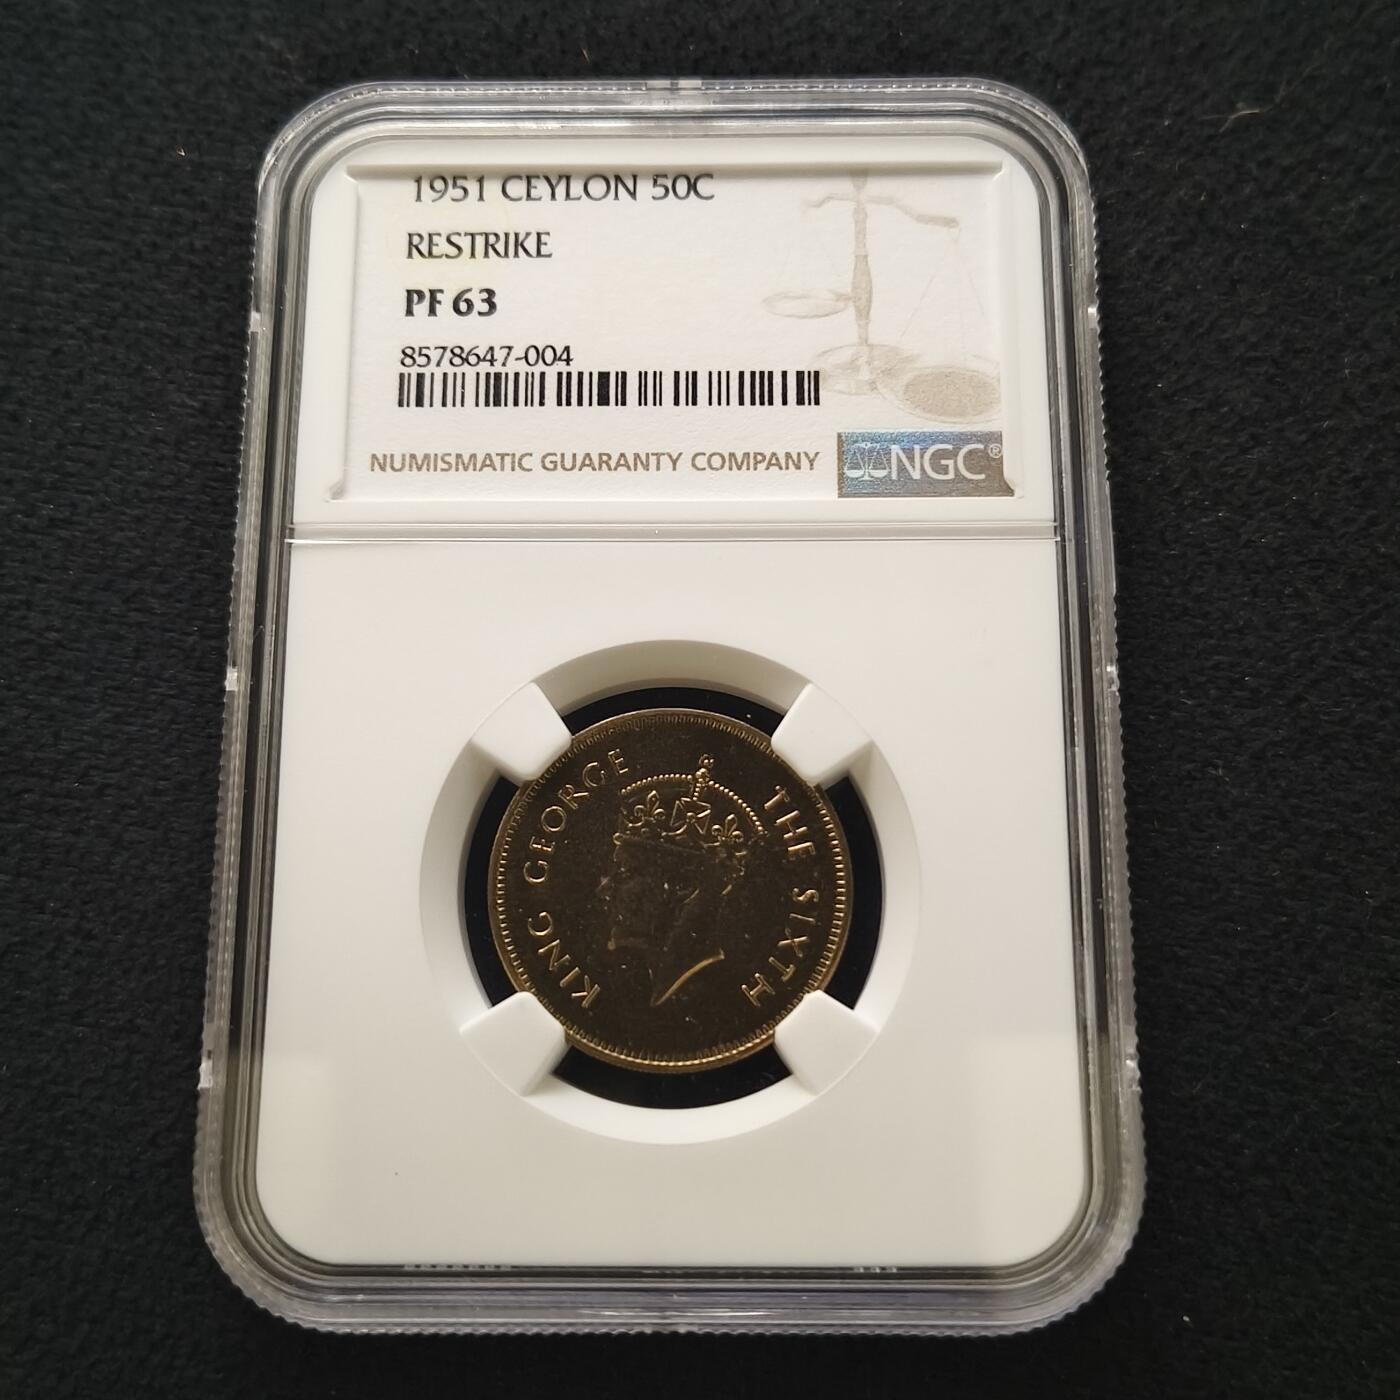 1951 CEYLON 50C
RESTRIKE
PF 63
8578647-004
NUMISMATIC GUARANTY COMPANY
NGC®
KING GEORGE THE SIXTH